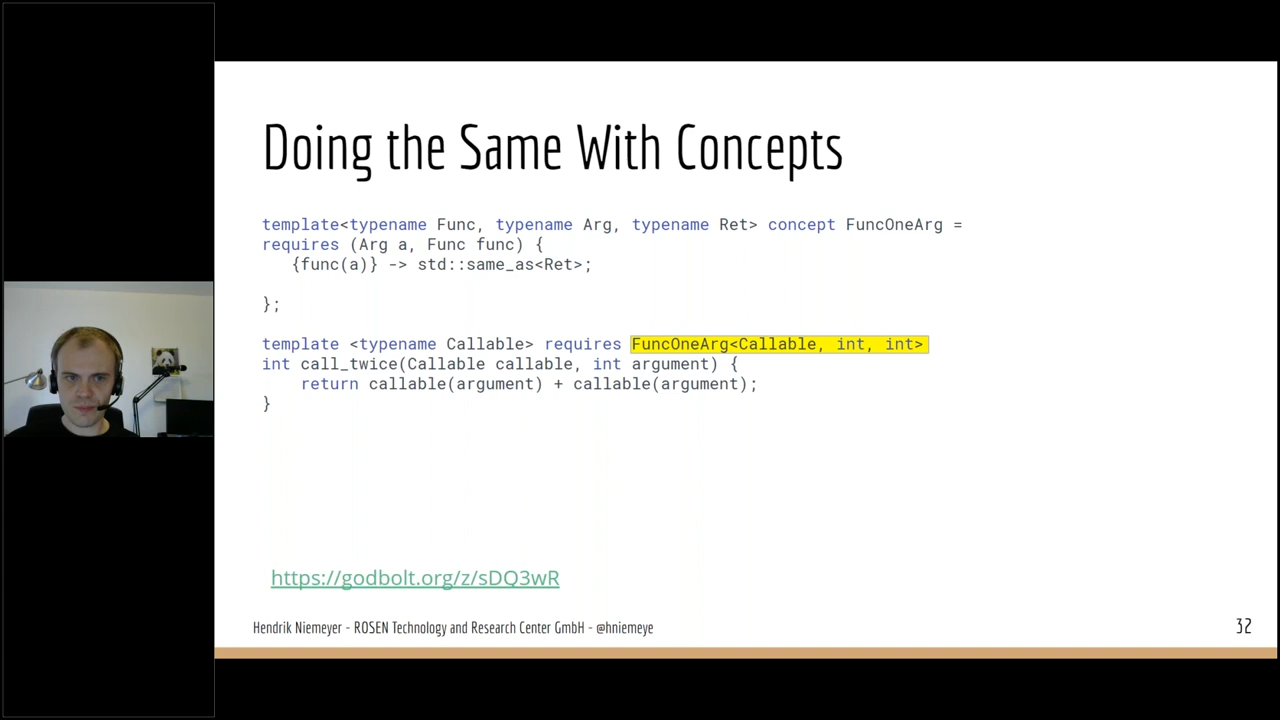 Doing the Same With Concepts
template<typename Func, typename Arg, typename Ret> concept FuncOneArg =
requires (Arg a, Func func) {
   {func(a)} -> std::same_as<Ret>;
};
template <typename Callable> requires FuncOneArg<Callable, int, int>
int call_twice(Callable callable, int argument) {
    return callable(argument) + callable(argument);
}
https://godbolt.org/z/sDQ3wR
Hendrik Niemeyer - ROSEN Technology and Research Center GmbH - @hniemeye
32